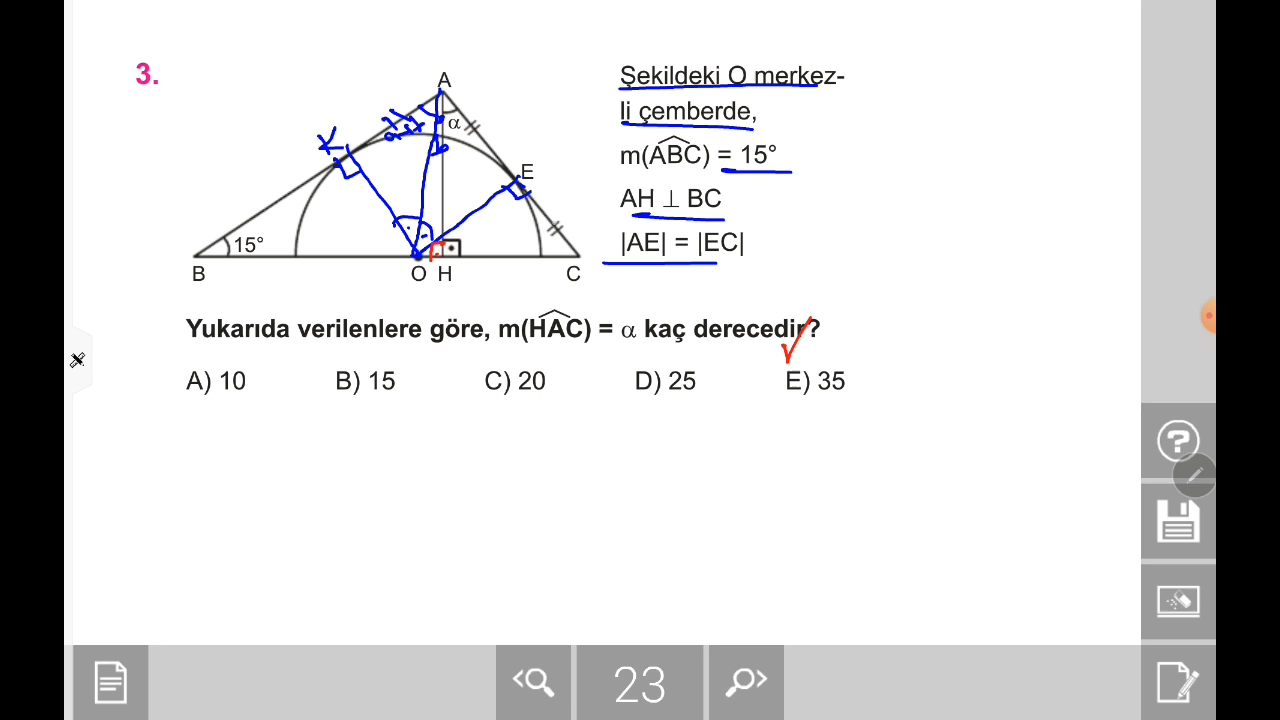 3.
Şekildeki O merkez-
li çemberde,
m(ABC) = 15°
AH ⊥ BC
|AE| = |EC|
A
α
K
E
15°
B
O
H
C
Yukarıda verilenlere göre, m(HAC) = α kaç derecedir?
A) 10 B) 15 C) 20 D) 25 E) 35
23